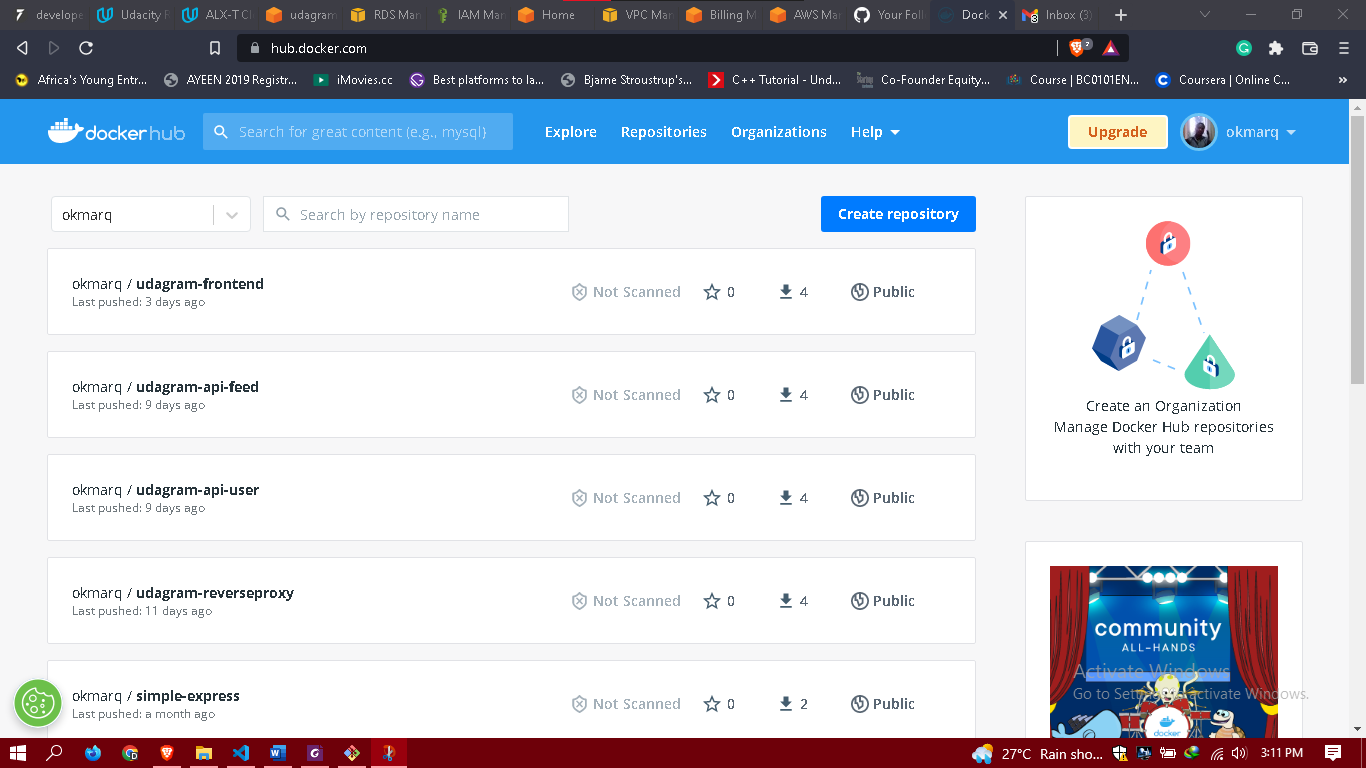 develope
Udacity R
ALX-T Cl
udagram
RDS Man
IAM Man
Home
VPC Man
Billing M
AWS Man
Your Foll
Dock
Inbox (3)
hub.docker.com
Africa's Young Entr...
AYEEN 2019 Registr...
iMovies.cc
Best platforms to la...
Bjarne Stroustrup's...
C++ Tutorial - Und...
Co-Founder Equity...
Course | BC0101EN...
Coursera | Online C...
dockerhub
Search for great content (e.g., mysql)
Explore
Repositories
Organizations
Help
Upgrade
okmarq
okmarq
Search by repository name
Create repository
okmarq / udagram-frontend
Last pushed: 3 days ago
Not Scanned
0
4
Public
okmarq / udagram-api-feed
Last pushed: 9 days ago
Not Scanned
0
4
Public
okmarq / udagram-api-user
Last pushed: 9 days ago
Not Scanned
0
4
Public
okmarq / udagram-reverseproxy
Last pushed: 11 days ago
Not Scanned
0
4
Public
okmarq / simple-express
Last pushed: a month ago
Not Scanned
0
2
Public
Create an Organization
Manage Docker Hub repositories
with your team
community
ALL-HANDS
docker
Activate Windows
Go to Settings to activate Windows.
27°C Rain sho...
3:11 PM